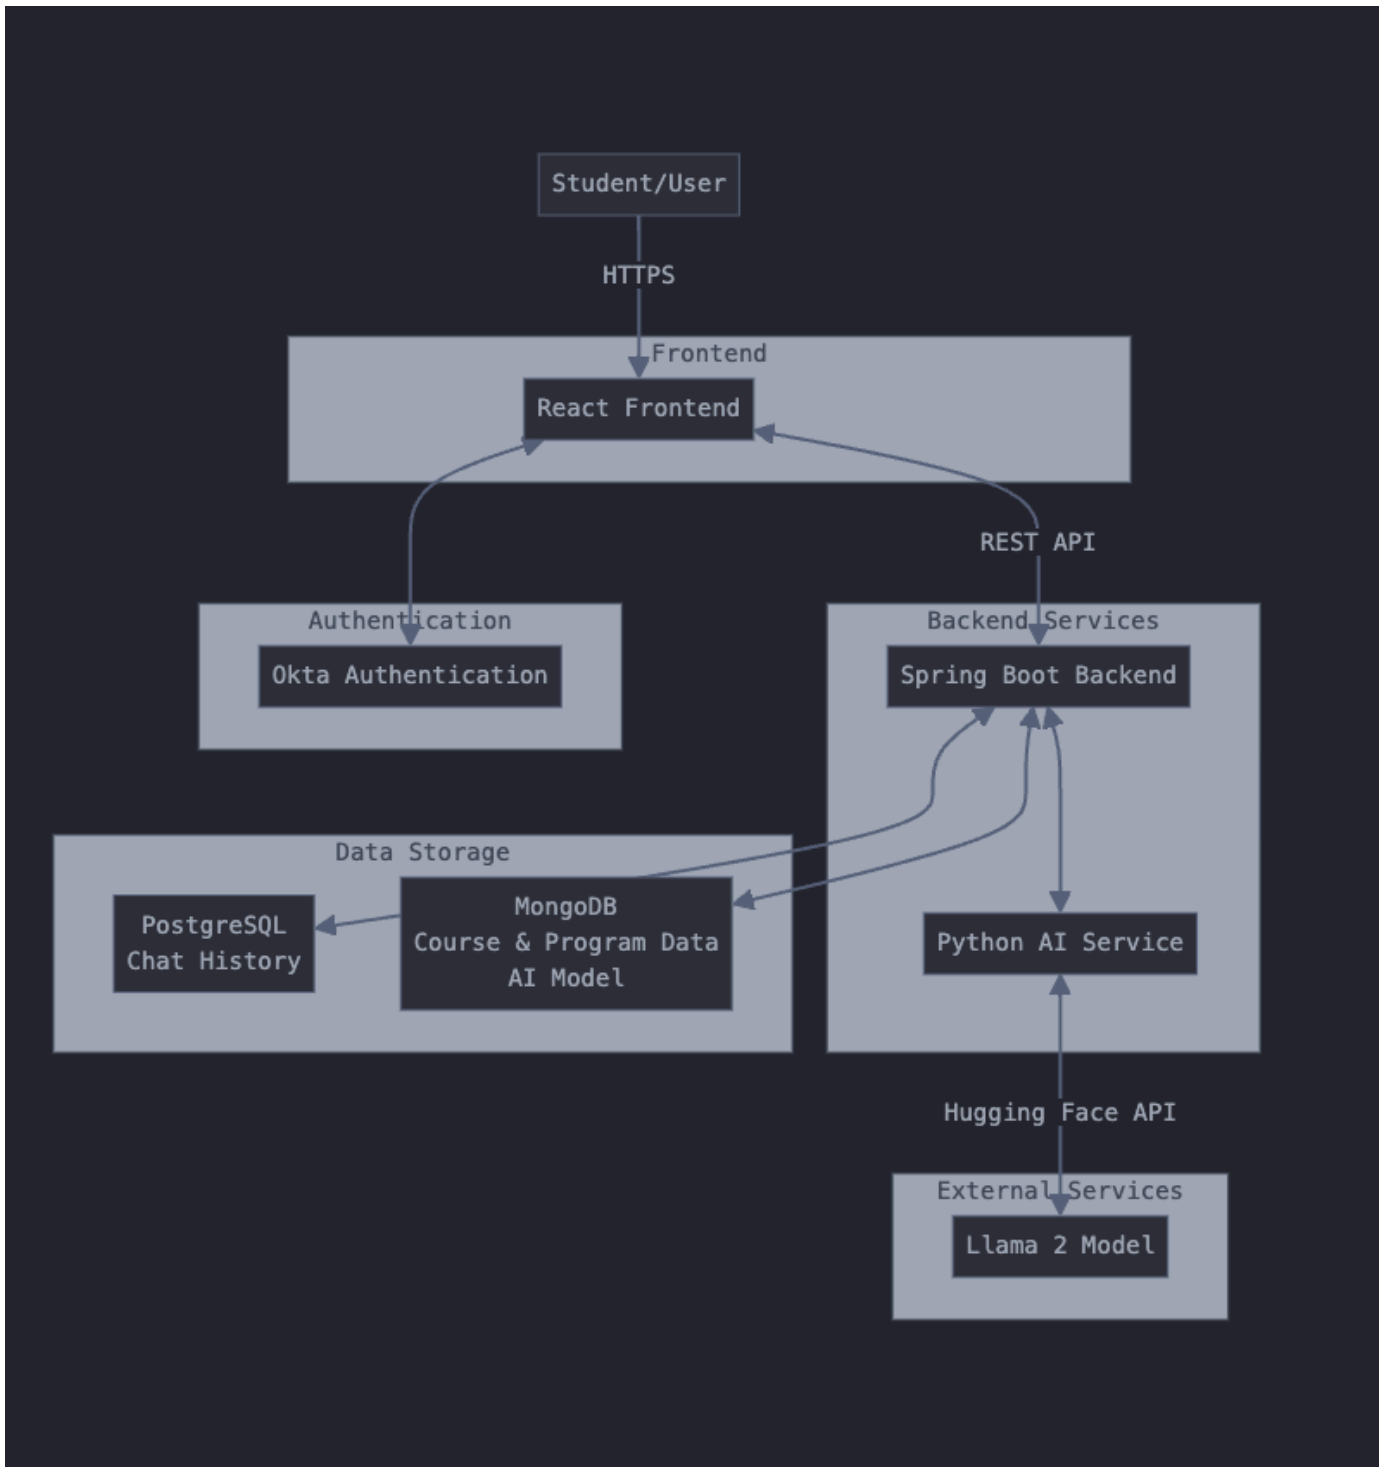 Student/User
HTTPS
Frontend
React Frontend
REST API
Authentication
Okta Authentication
Backend Services
Spring Boot Backend
Data Storage
PostgreSQL
Chat History
MongoDB
Course & Program Data
AI Model
Python AI Service
Hugging Face API
External Services
Llama 2 Model